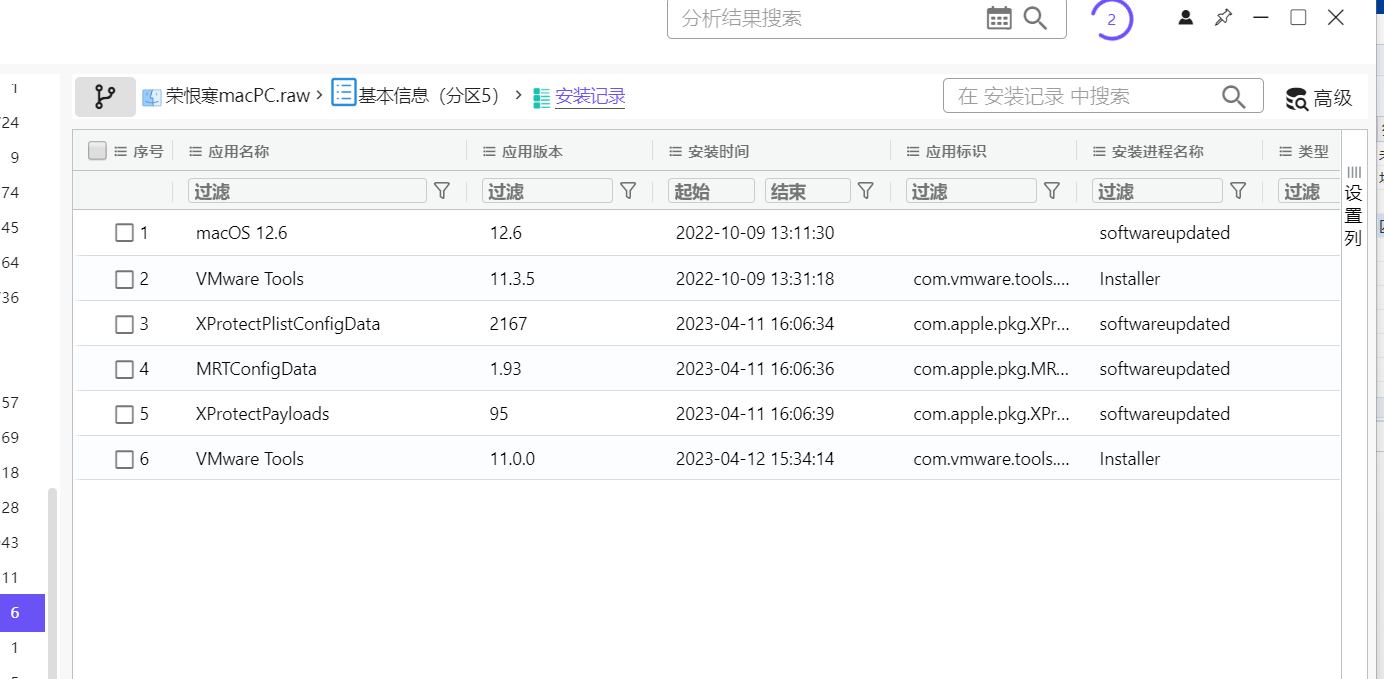 分析结果搜索
2
荣恨寒macPC.raw › 基本信息（分区5） › 安装记录
在 安装记录 中搜索
高级
序号 应用名称 应用版本 安装时间 应用标识 安装进程名称 类型
过滤 过滤 起始 结束 过滤 过滤 过滤
1 macOS 12.6 12.6 2022-10-09 13:11:30 softwareupdated
2 VMware Tools 11.3.5 2022-10-09 13:31:18 com.vmware.tools.... Installer
3 XProtectPlistConfigData 2167 2023-04-11 16:06:34 com.apple.pkg.XPr... softwareupdated
4 MRTConfigData 1.93 2023-04-11 16:06:36 com.apple.pkg.MR... softwareupdated
5 XProtectPayloads 95 2023-04-11 16:06:39 com.apple.pkg.XPr... softwareupdated
6 VMware Tools 11.0.0 2023-04-12 15:34:14 com.vmware.tools.... Installer
设置列
1
24
9
74
45
64
36
57
69
18
28
43
11
6
1